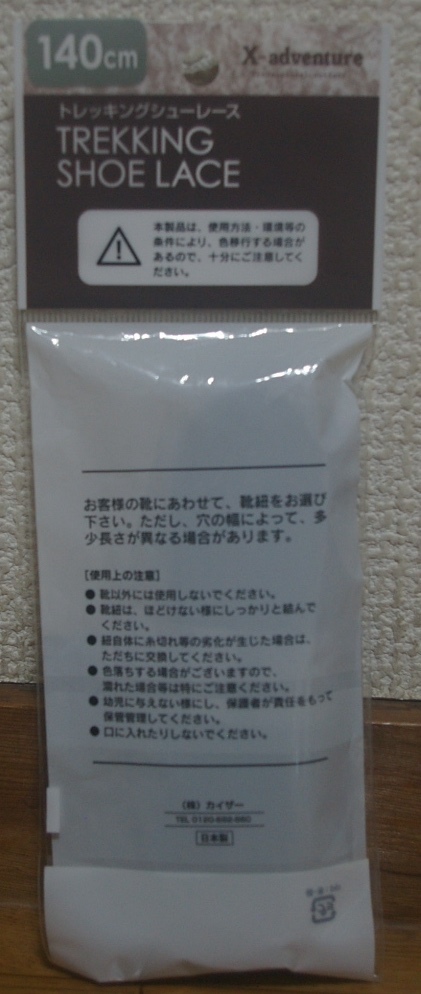 140cm
X-adventure
トレッキングシューレース
TREKKING
SHOE LACE
本製品は、使用方法・環境等の
条件により、色移行する場合が
あるので、十分にご注意してく
ださい。
お客様の靴にあわせて、靴紐をお選び
下さい。ただし、穴の幅によって、多
少長さが異なる場合があります。
[使用上の注意]
●靴以外には使用しないでください。
●靴紐は、ほどけない様にしっかりと結んで
ください。
●紐自体に糸切れ等の劣化が生じた場合は、
ただちに交換してください。
●色落ちする場合がございますので、
濡れた場合等は特にご注意ください。
●幼児に与えない様にし、保護者が責任をもって
保管管理してください。
●口に入れたりしないでください。
(株)カイザー
TEL
日本製
プラ